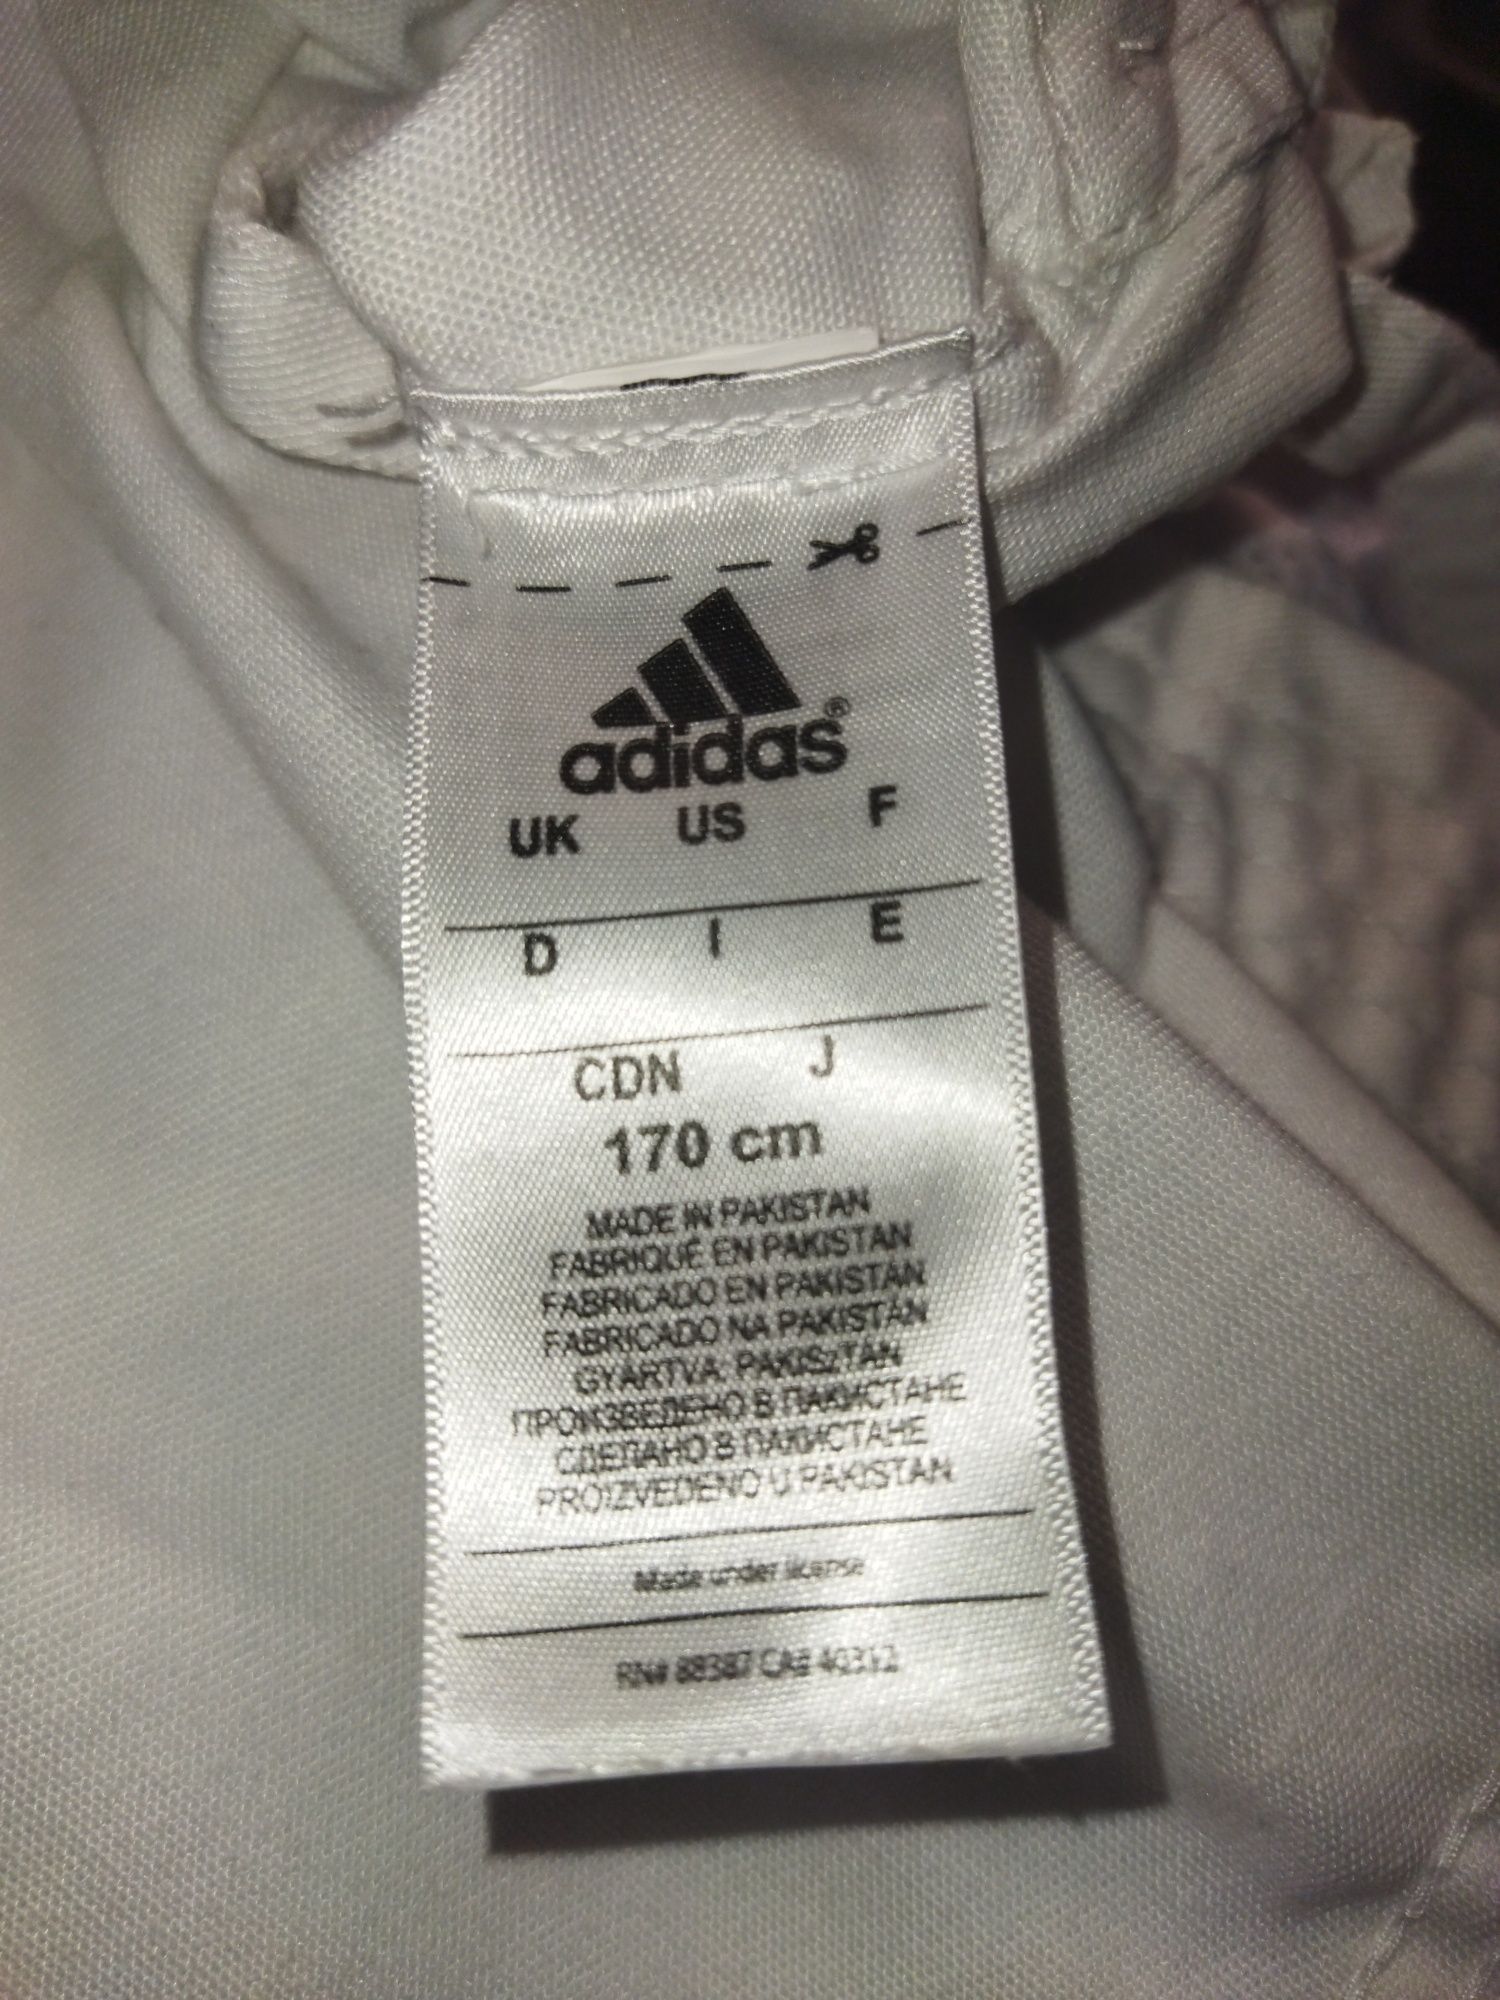 adidas®
UK US F
D I E
CDN J
170 cm
MADE IN PAKISTAN
FABRIQUÉ EN PAKISTAN
FABRICADO EN PAKISTAN
FABRICADO NA PAKISTAN
GYÁRTVA: PAKISZTÁN
ПРОИЗВЕДЕНО В ПАКИСТАНЕ
СДЕЛАНО В ПАКИСТАНЕ
PROIZVEDENO U PAKISTAN
Made under license
RN# 88387 CA# 40312